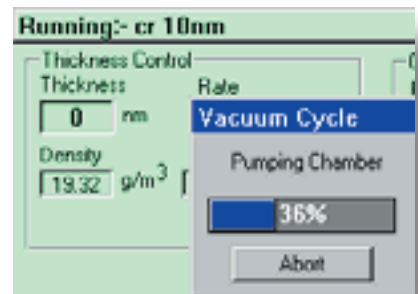 Running:- cr 10nm
Thickness Control
Thickness Rate
0 nm
Vacuum Cycle
Density
19.32 g/m³
Pumping Chamber
36%
Abort